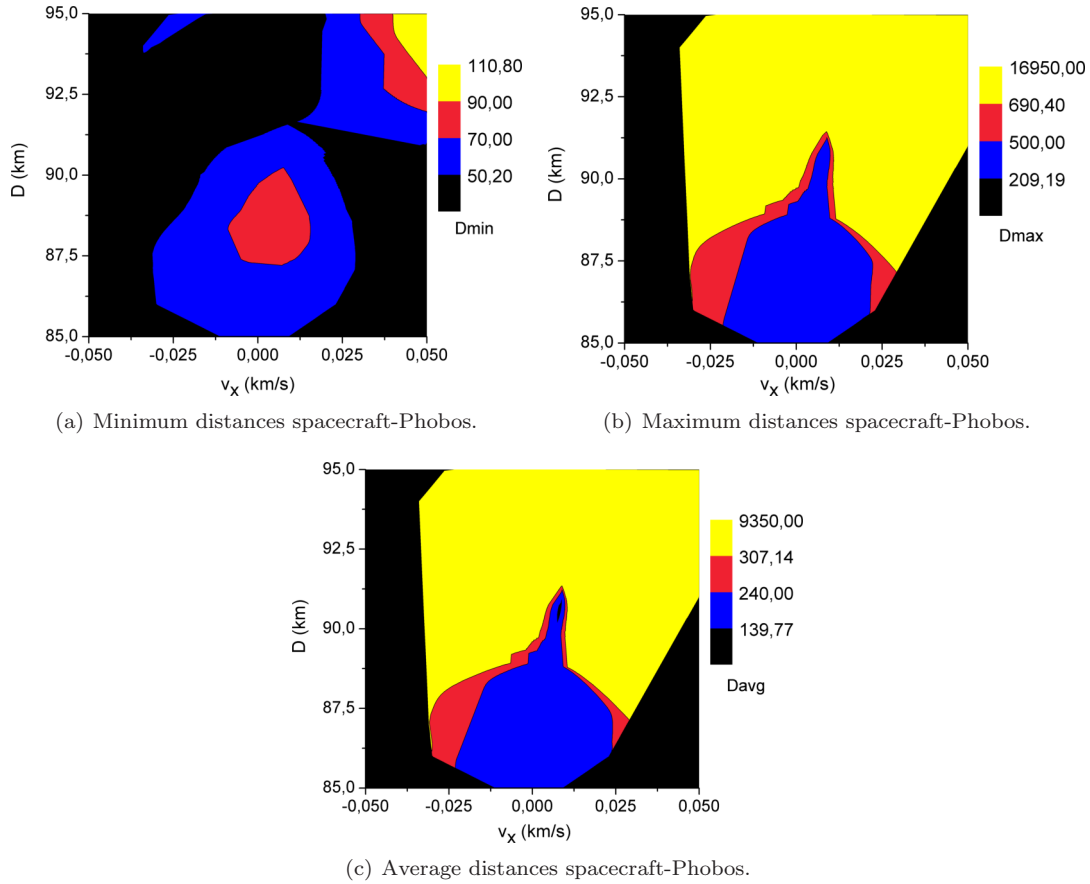 95,0
92,5
90,0
87,5
85,0
D (km)
-0,050 -0,025 0,000 0,025 0,050
v_x (km/s)
110,80
90,00
70,00
50,20
Dmin
(a) Minimum distances spacecraft-Phobos.
95,0
92,5
90,0
87,5
85,0
D (km)
-0,050 -0,025 0,000 0,025 0,050
v_x (km/s)
16950,00
690,40
500,00
209,19
Dmax
(b) Maximum distances spacecraft-Phobos.
95,0
92,5
90,0
87,5
85,0
D (km)
-0,050 -0,025 0,000 0,025 0,050
v_x (km/s)
9350,00
307,14
240,00
139,77
Davg
(c) Average distances spacecraft-Phobos.